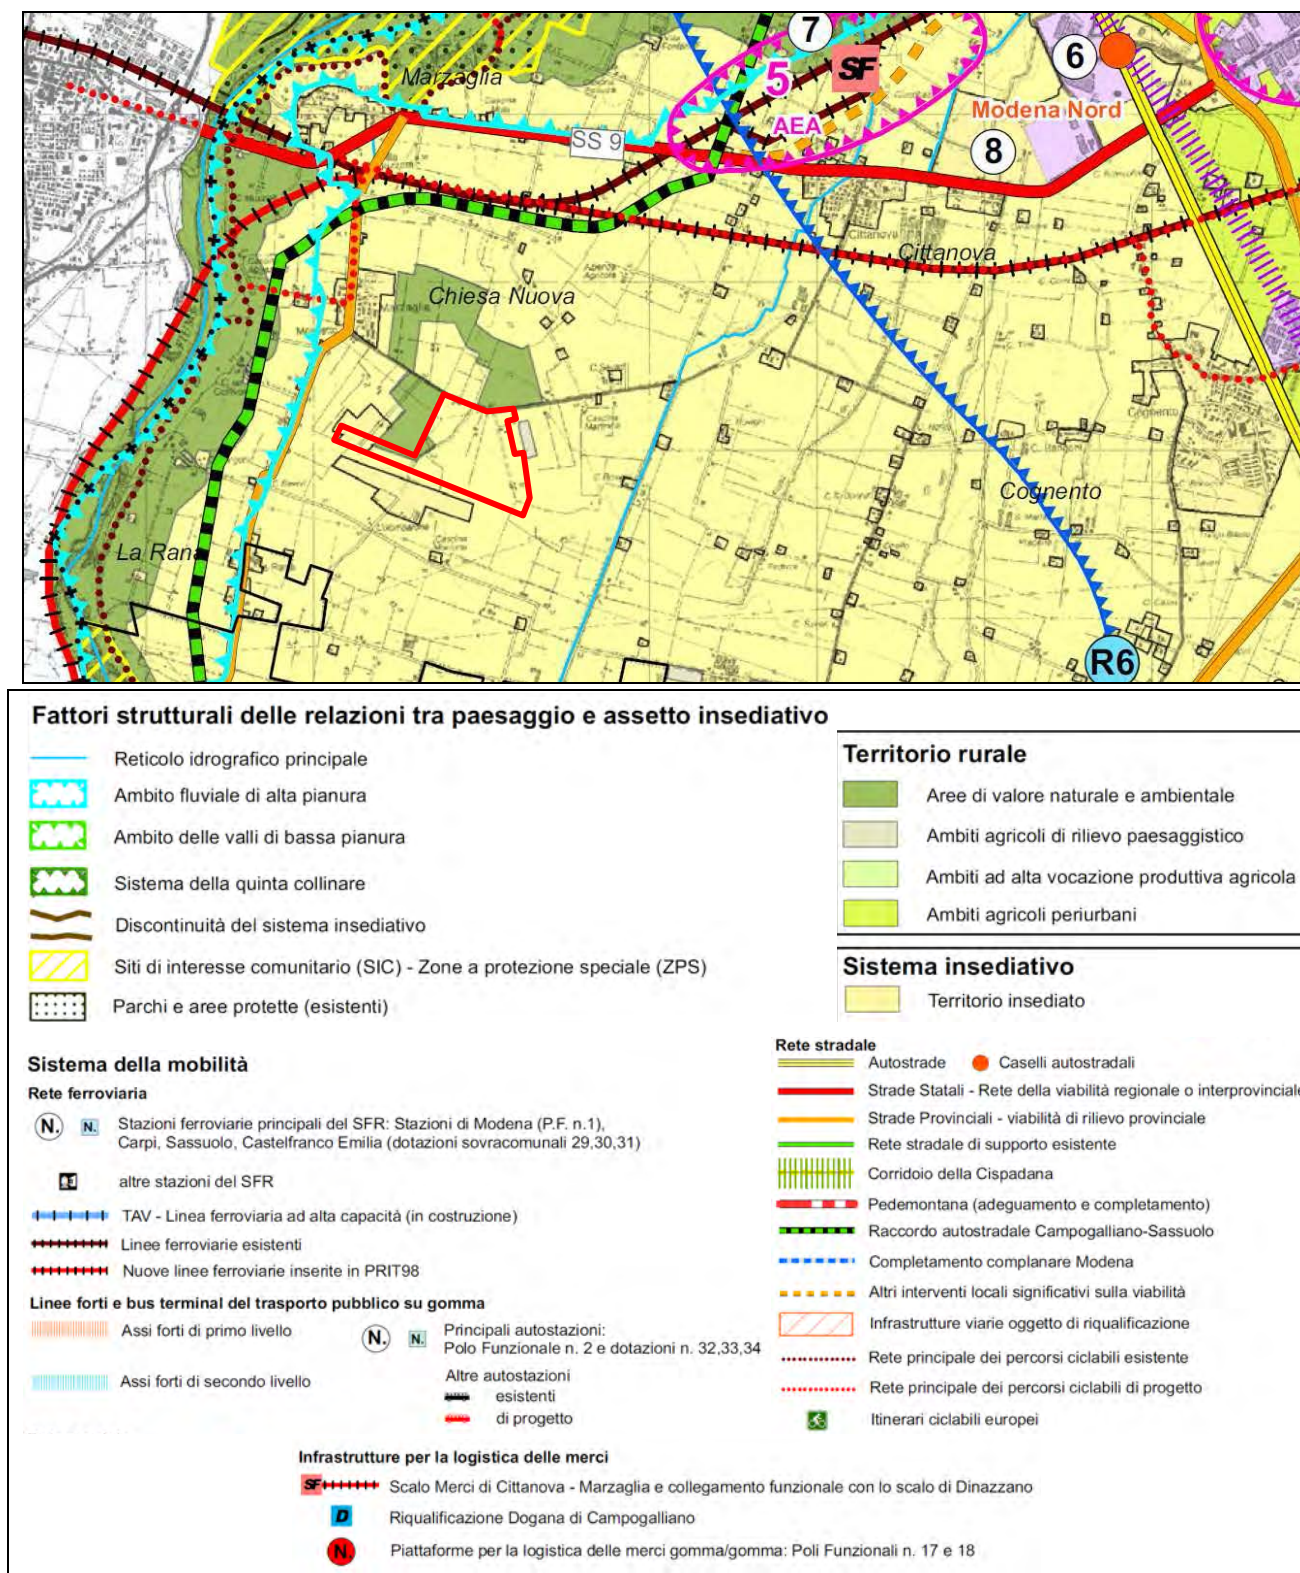 7
6
5
SF
Marzaglia
AEA
Modena Nord
SS 9
8
Cittanova
Cittanova
Chiesa Nuova
Marzaglia
Cognento
Cognento
La Rana
R6
Fattori strutturali delle relazioni tra paesaggio e assetto insediativo
Reticolo idrografico principale
Ambito fluviale di alta pianura
Ambito delle valli di bassa pianura
Sistema della quinta collinare
Discontinuità del sistema insediativo
Siti di interesse comunitario (SIC) - Zone a protezione speciale (ZPS)
Parchi e aree protette (esistenti)
Territorio rurale
Aree di valore naturale e ambientale
Ambiti agricoli di rilievo paesaggistico
Ambiti ad alta vocazione produttiva agricola
Ambiti agricoli periurbani
Sistema insediativo
Territorio insediato
Sistema della mobilità
Rete ferroviaria
N. N. Stazioni ferroviarie principali del SFR: Stazioni di Modena (P.F. n.1),
Carpi, Sassuolo, Castelfranco Emilia (dotazioni sovracomunali 29,30,31)
altre stazioni del SFR
TAV - Linea ferroviaria ad alta capacità (in costruzione)
Linee ferroviarie esistenti
Nuove linee ferroviarie inserite in PRIT98
Linee forti e bus terminal del trasporto pubblico su gomma
Assi forti di primo livello
Assi forti di secondo livello
N. N. Principali autostazioni:
Polo Funzionale n. 2 e dotazioni n. 32,33,34
Altre autostazioni
esistenti
di progetto
Rete stradale
Autostrade
Caselli autostradali
Strade Statali - Rete della viabilità regionale o interprovinciale
Strade Provinciali - viabilità di rilievo provinciale
Rete stradale di supporto esistente
Corridoio della Cispadana
Pedemontana (adeguamento e completamento)
Raccordo autostradale Campogalliano-Sassuolo
Completamento complanare Modena
Altri interventi locali significativi sulla viabilità
Infrastrutture viarie oggetto di riqualificazione
Rete principale dei percorsi ciclabili esistente
Rete principale dei percorsi ciclabili di progetto
Itinerari ciclabili europei
Infrastrutture per la logistica delle merci
SF Scalo Merci di Cittanova - Marzaglia e collegamento funzionale con lo scalo di Dinazzano
D Riqualificazione Dogana di Campogalliano
N. Piattaforme per la logistica delle merci gomma/gomma: Poli Funzionali n. 17 e 18